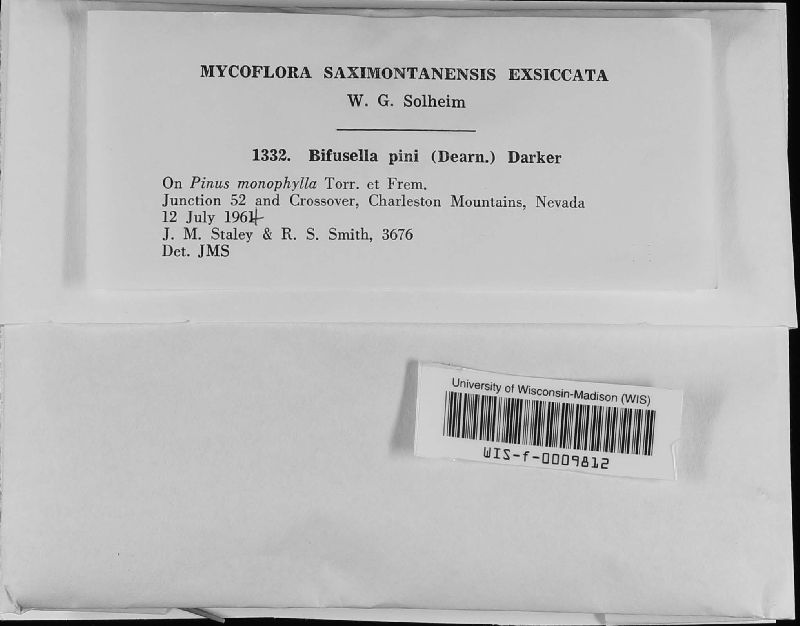 MYCOFLORA SAXIMONTANENSIS EXSICCATA
W. G. Solheim
1332. Bifusella pini (Dearn.) Darker
On Pinus monophylla Torr. et Frem.
Junction 52 and Crossover, Charleston Mountains, Nevada
12 July 1964
J. M. Staley & R. S. Smith, 3676
Det. JMS
University of Wisconsin-Madison (WIS)
WIS-f-0009812